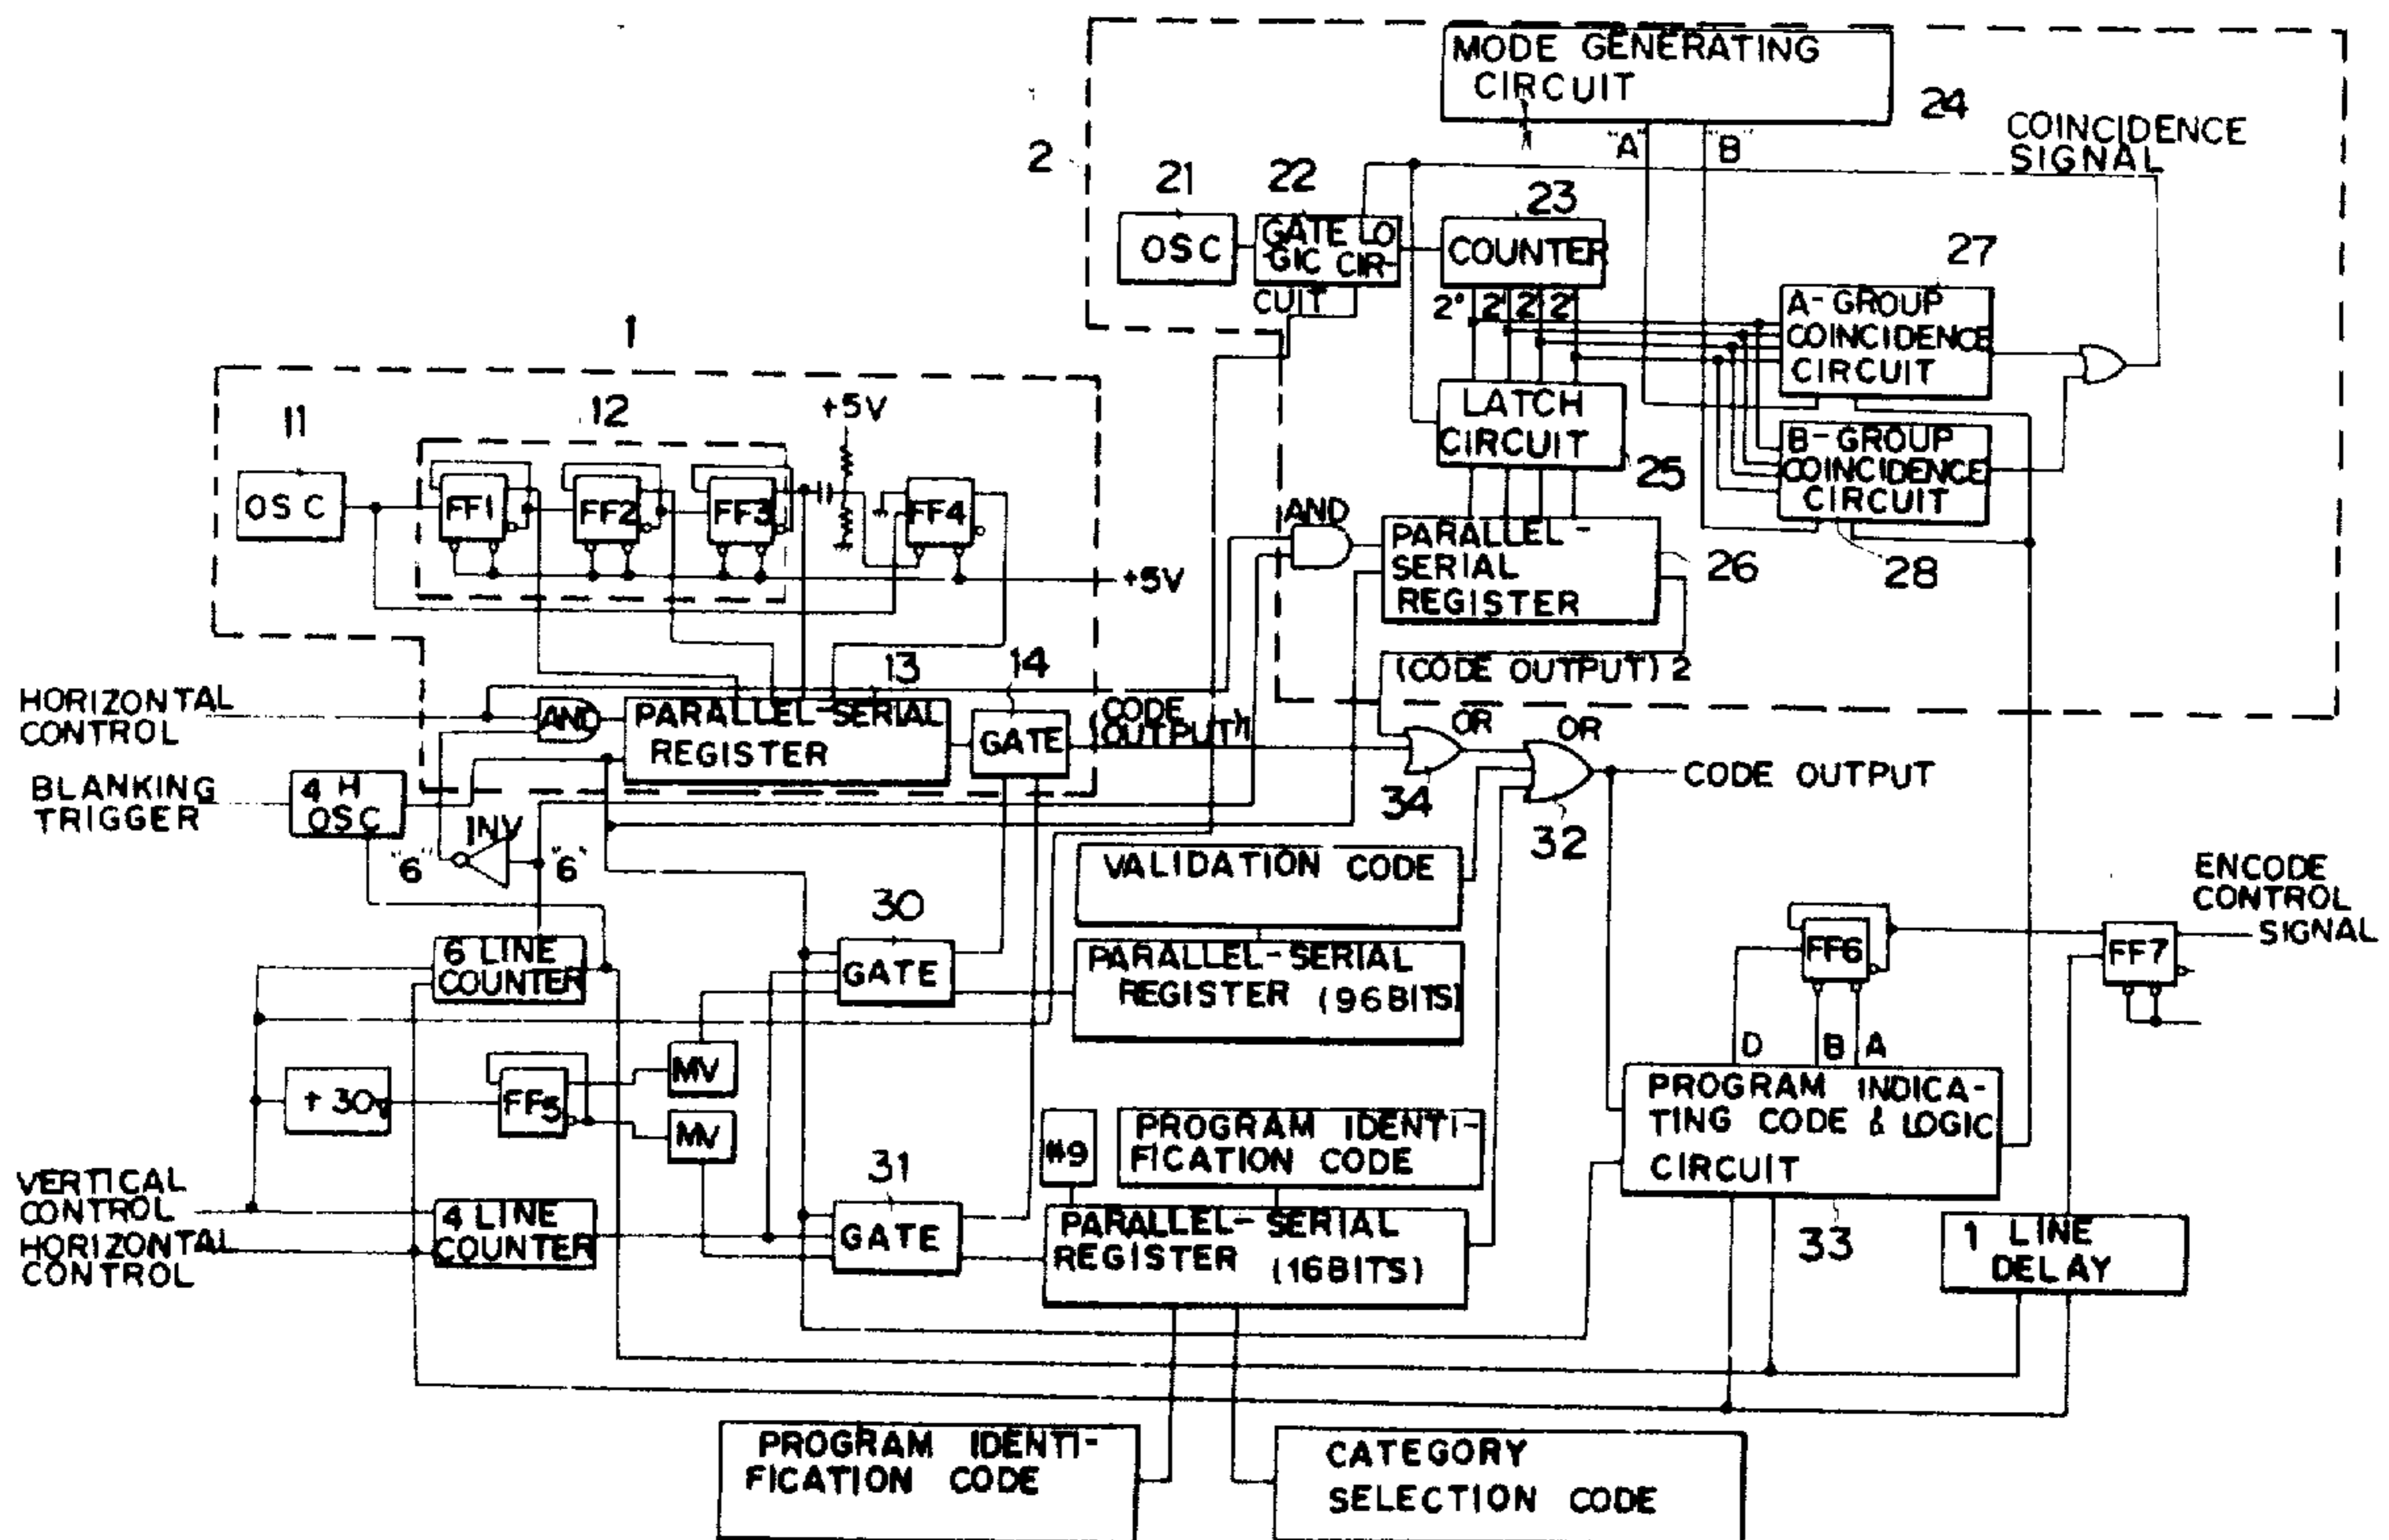 MODE GENERATING
CIRCUIT
24
"A"
"B"
COINCIDENCE
SIGNAL
2
21
OSC
22
GATE LO
GIC CIR-
CUIT
23
COUNTER
2° 2 2 2
27
A-GROUP
COINCIDENCE
CIRCUIT
B-GROUP
COINCIDENCE
CIRCUIT
28
LATCH
CIRCUIT
25
AND
PARALLEL-
SERIAL
REGISTER
26
(CODE OUTPUT) 2
1
11
OSC
12
FF1
FF2
FF3
+5V
FF4
+5V
13
14
HORIZONTAL
CONTROL
AND
PARALLEL-SERIAL
REGISTER
GATE
(CODE
OUTPUT)1
OR
OR
34
32
CODE OUTPUT
BLANKING
TRIGGER
4 H
OSC
INV
"6"
"6"
VALIDATION CODE
30
GATE
PARALLEL-SERIAL
REGISTER (96BITS)
6 LINE
COUNTER
ENCODE
CONTROL
SIGNAL
FF6
FF7
D
B
A
FF5
MV
MV
#9
PROGRAM IDENTI-
FICATION CODE
PROGRAM INDICA-
TING CODE & LOGIC
CIRCUIT
33
VERTICAL
CONTROL
HORIZONTAL
CONTROL
4 LINE
COUNTER
31
GATE
PARALLEL-SERIAL
REGISTER (16BITS)
1 LINE
DELAY
PROGRAM IDENTI-
FICATION CODE
CATEGORY
SELECTION CODE